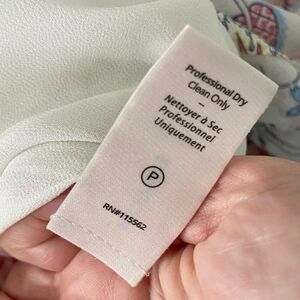 Professional Dry
Clean Only
–
Nettoyer à Sec
Professionnel
Uniquement
P
RN#115562